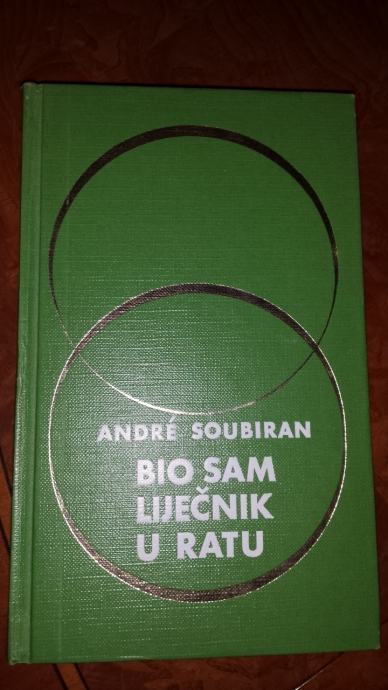 ANDRÉ SOUBIRAN
BIO SAM
LIJEČNIK
U RATU